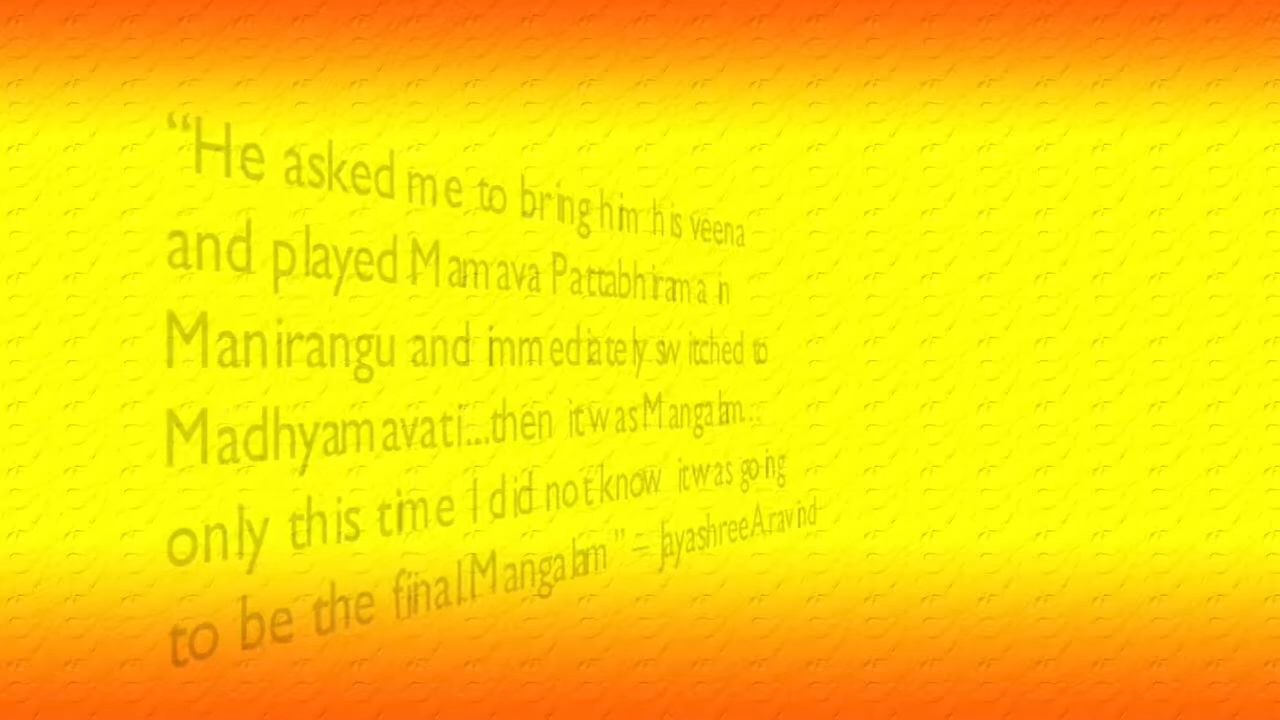 “He asked me to bring him his veena
and played Mamava Pattabhirama in
Manirangu and immediately switched to
Madhyamavati...then it was Mangalam...
only this time I did not know it was going
to be the final Mangalam” – Jayashree Aravind